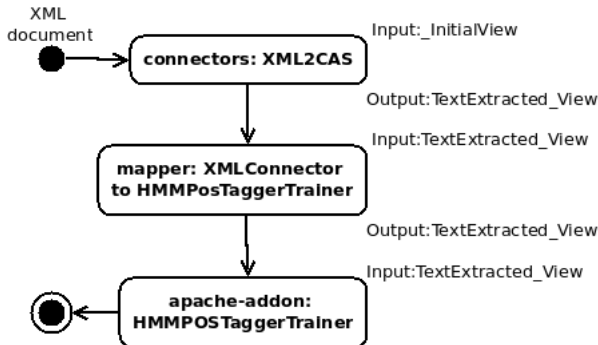 XML
document
Input:_InitialView
connectors: XML2CAS
Output:TextExtracted_View
Input:TextExtracted_View
mapper: XMLConnector
to HMMPosTaggerTrainer
Output:TextExtracted_View
Input:TextExtracted_View
apache-addon:
HMMPOSTaggerTrainer